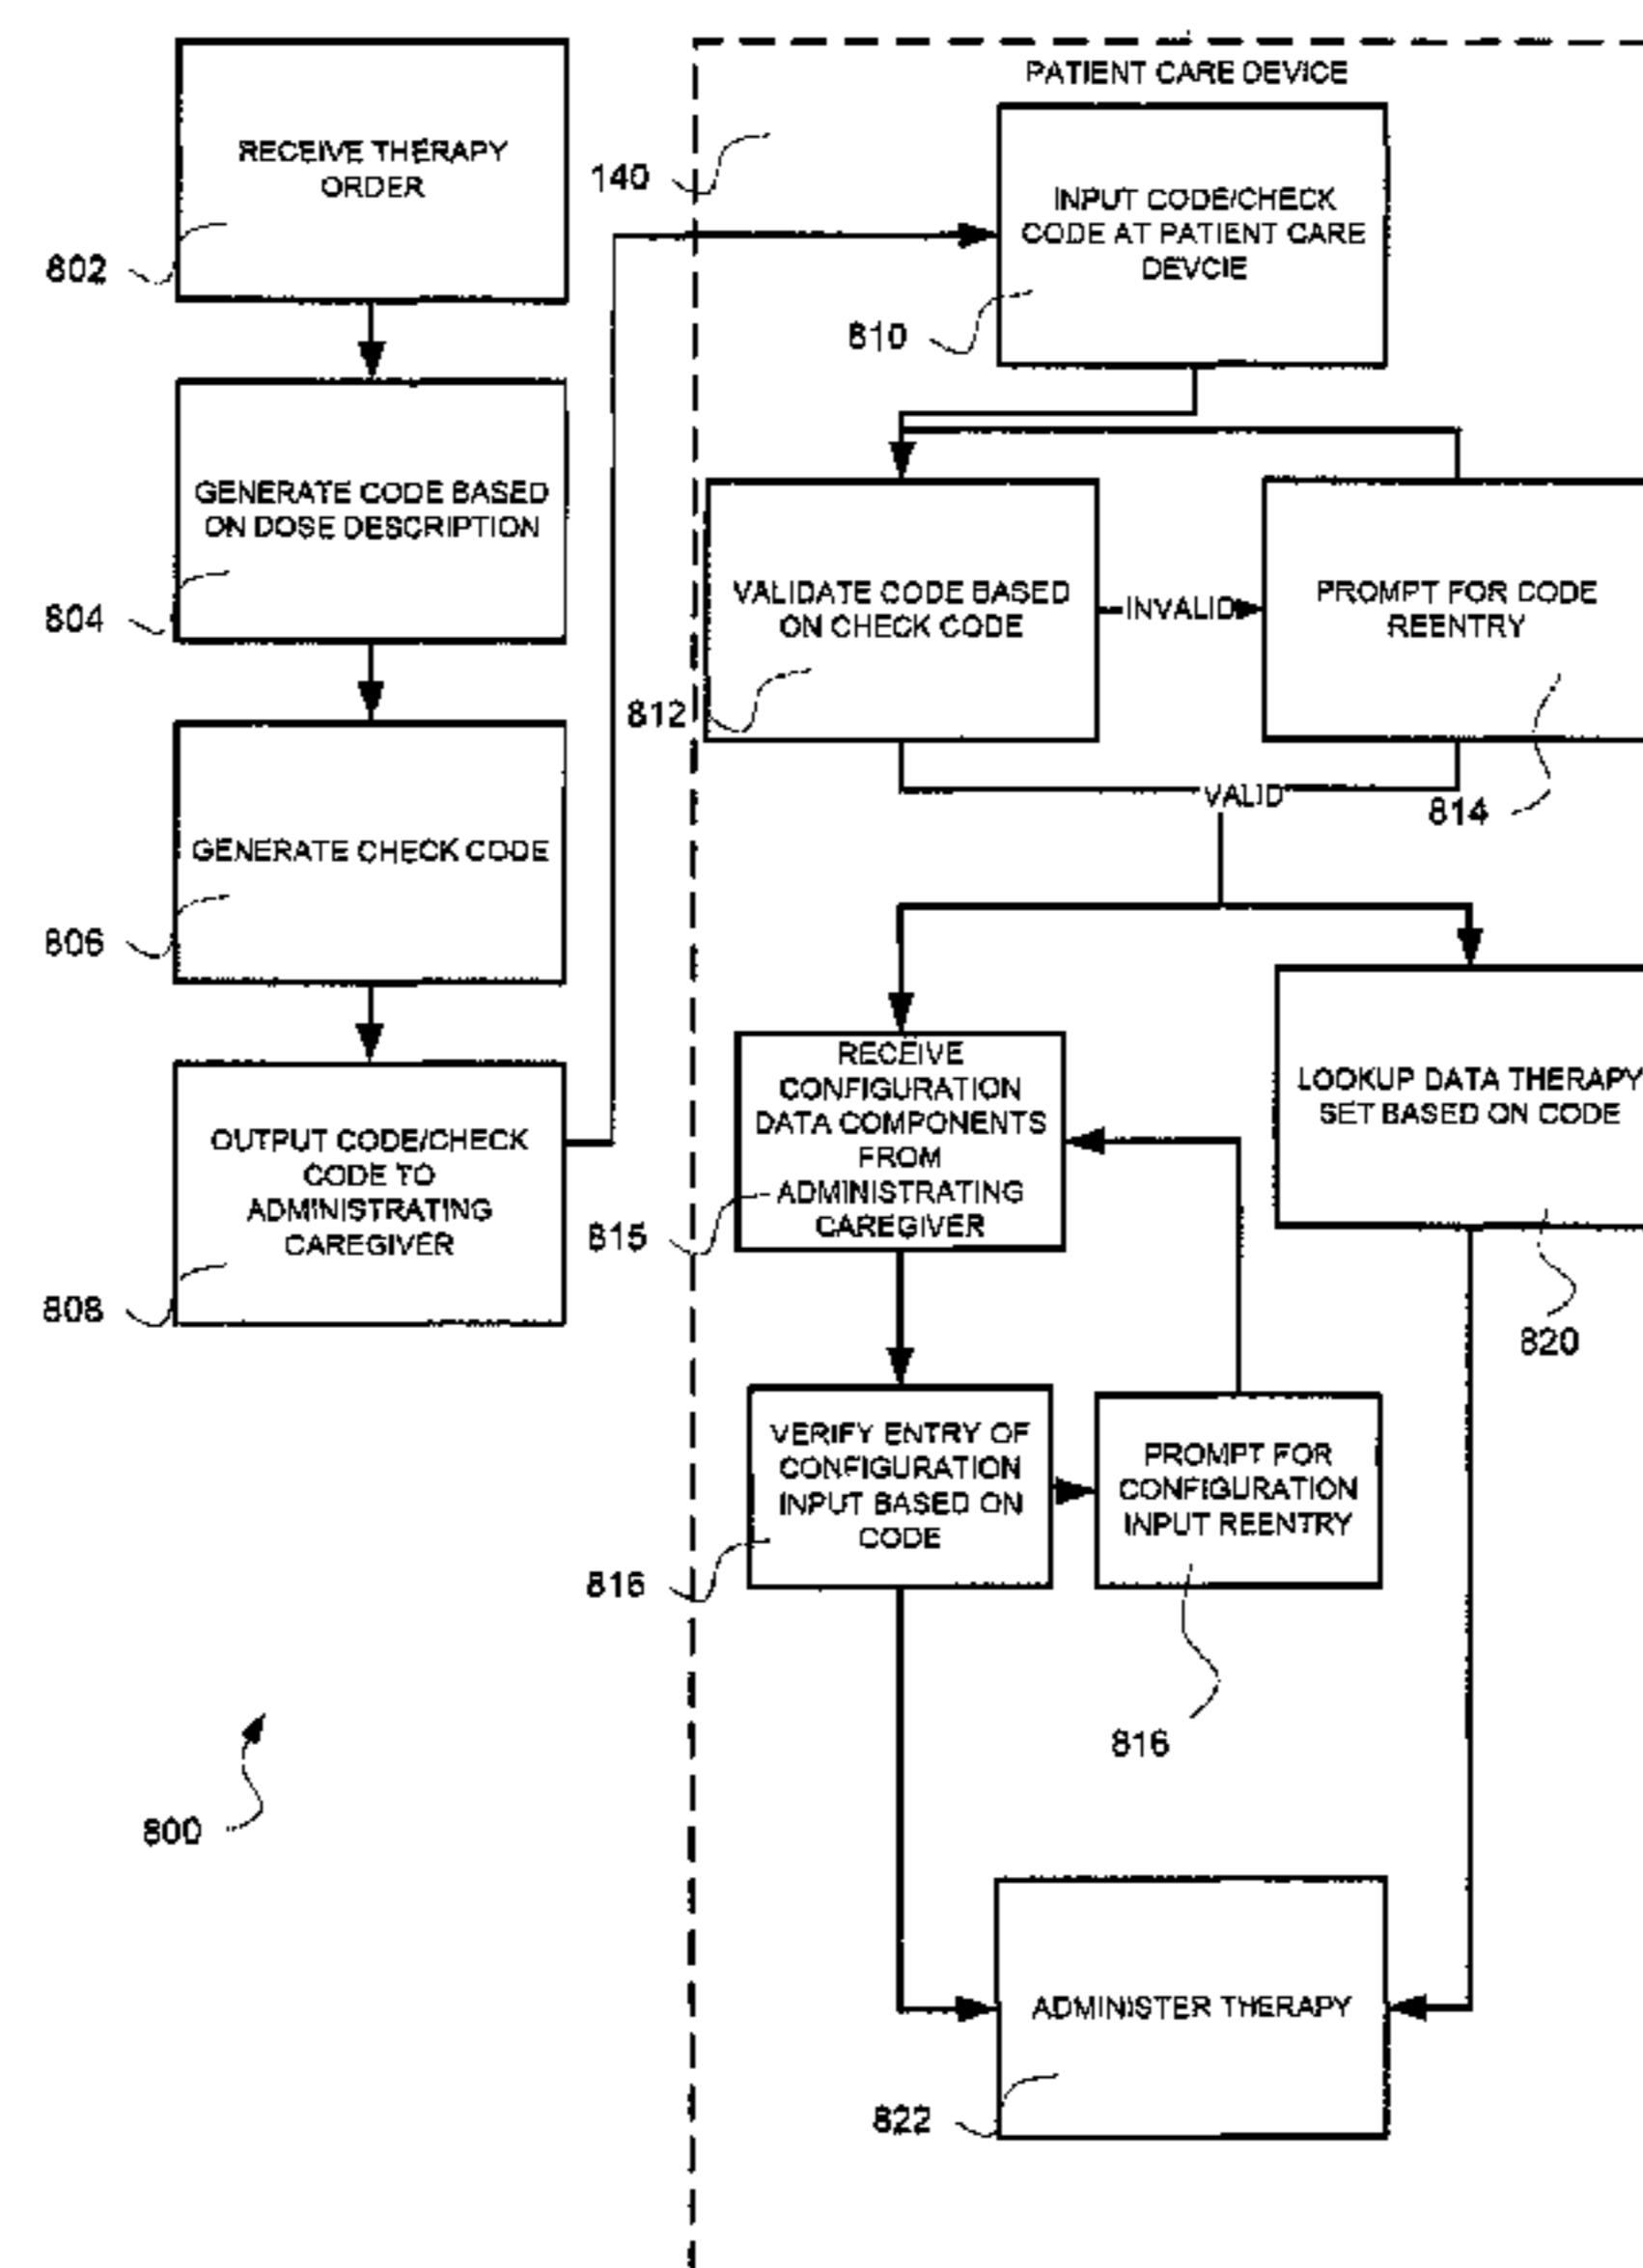 RECEIVE THERAPY
ORDER
802
GENERATE CODE BASED
ON DOSE DESCRIPTION
804
GENERATE CHECK CODE
806
OUTPUT CODE/CHECK
CODE TO
ADMINISTRATING
CAREGIVER
808
800
PATIENT CARE DEVICE
140
INPUT CODE/CHECK
CODE AT PATIENT CARE
DEVCIE
810
VALIDATE CODE BASED
ON CHECK CODE
812
INVALID
PROMPT FOR CODE
REENTRY
814
VALID
RECEIVE
CONFIGURATION
DATA COMPONENTS
FROM
ADMINISTRATING
CAREGIVER
815
LOOKUP DATA THERAPY
SET BASED ON CODE
820
VERIFY ENTRY OF
CONFIGURATION
INPUT BASED ON
CODE
816
PROMPT FOR
CONFIGURATION
INPUT REENTRY
816
ADMINISTER THERAPY
822